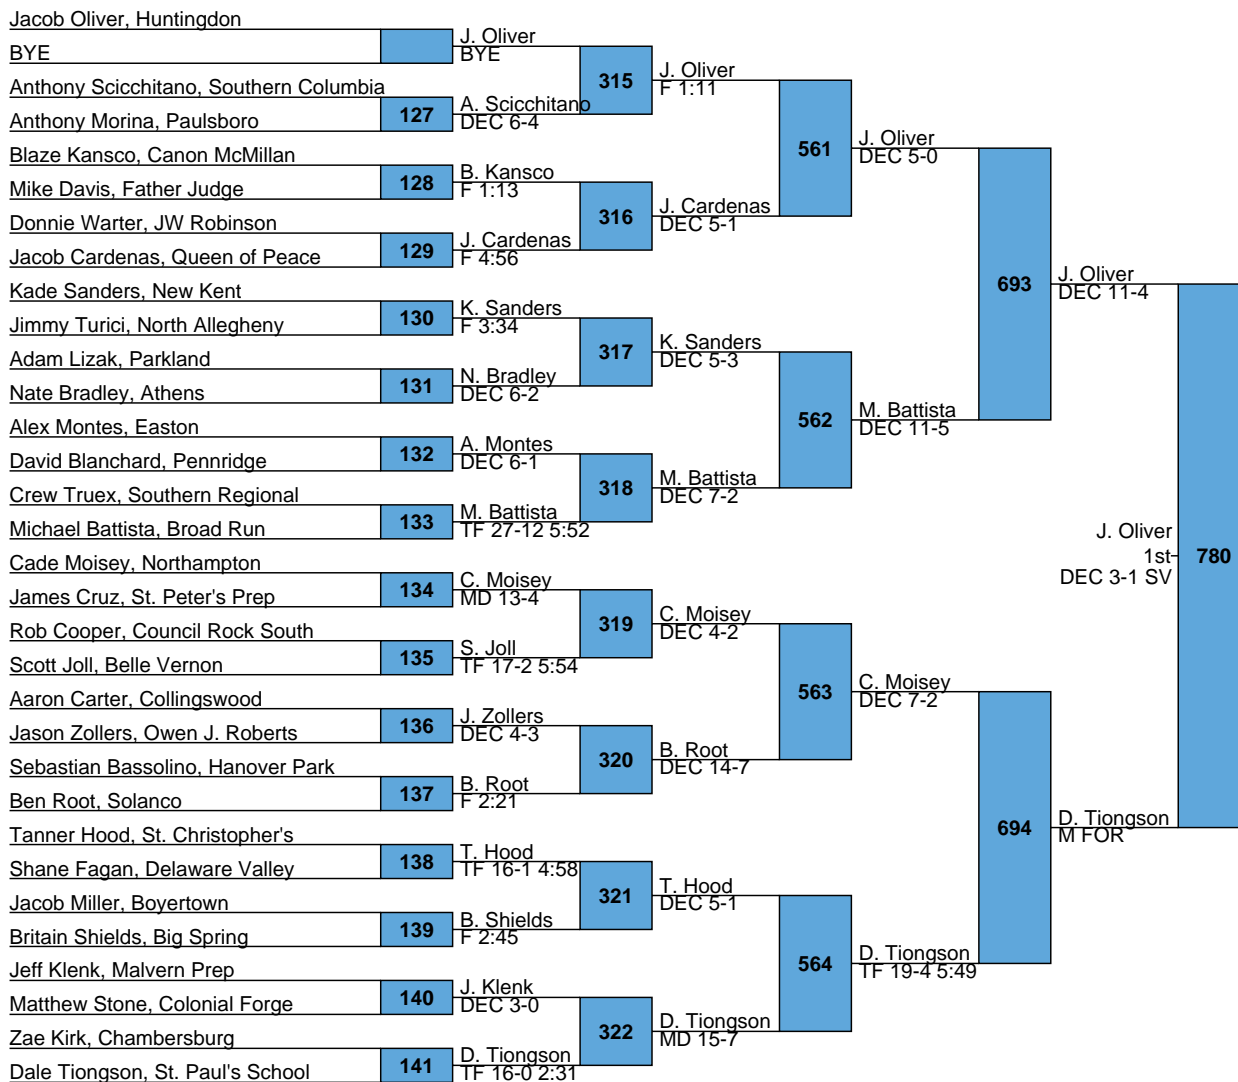 Jacob Oliver, Huntingdon
BYE
Anthony Scicchitano, Southern Columbia
Anthony Morina, Paulsboro
Blaze Kansco, Canon McMillan
Mike Davis, Father Judge
Donnie Warter, JW Robinson
Jacob Cardenas, Queen of Peace
Kade Sanders, New Kent
Jimmy Turici, North Allegheny
Adam Lizak, Parkland
Nate Bradley, Athens
Alex Montes, Easton
David Blanchard, Pennridge
Crew Truex, Southern Regional
Michael Battista, Broad Run
Cade Moisey, Northampton
James Cruz, St. Peter's Prep
Rob Cooper, Council Rock South
Scott Joll, Belle Vernon
Aaron Carter, Collingswood
Jason Zollers, Owen J. Roberts
Sebastian Bassolino, Hanover Park
Ben Root, Solanco
Tanner Hood, St. Christopher's
Shane Fagan, Delaware Valley
Jacob Miller, Boyertown
Britain Shields, Big Spring
Jeff Klenk, Malvern Prep
Matthew Stone, Colonial Forge
Zae Kirk, Chambersburg
Dale Tiongson, St. Paul's School
127
128
129
130
131
132
133
134
135
136
137
138
139
140
141
J. Oliver
BYE
A. Scicchitano
DEC 6-4
B. Kansco
F 1:13
J. Cardenas
F 4:56
K. Sanders
F 3:34
N. Bradley
DEC 6-2
A. Montes
DEC 6-1
M. Battista
TF 27-12 5:52
C. Moisey
MD 13-4
S. Joll
TF 17-2 5:54
J. Zollers
DEC 4-3
B. Root
F 2:21
T. Hood
TF 16-1 4:58
B. Shields
F 2:45
J. Klenk
DEC 3-0
D. Tiongson
TF 16-0 2:31
315
316
317
318
319
320
321
322
J. Oliver
F 1:11
J. Cardenas
DEC 5-1
K. Sanders
DEC 5-3
M. Battista
DEC 7-2
C. Moisey
DEC 4-2
B. Root
DEC 14-7
T. Hood
DEC 5-1
D. Tiongson
MD 15-7
561
562
563
564
J. Oliver
DEC 5-0
M. Battista
DEC 11-5
C. Moisey
DEC 7-2
D. Tiongson
TF 19-4 5:49
693
694
J. Oliver
DEC 11-4
D. Tiongson
M FOR
J. Oliver
1st
DEC 3-1 SV
780